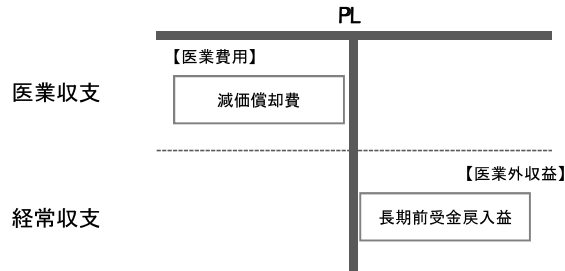 PL
【医業費用】
医業収支
減価償却費
【医業外収益】
経常収支
長期前受金戻入益